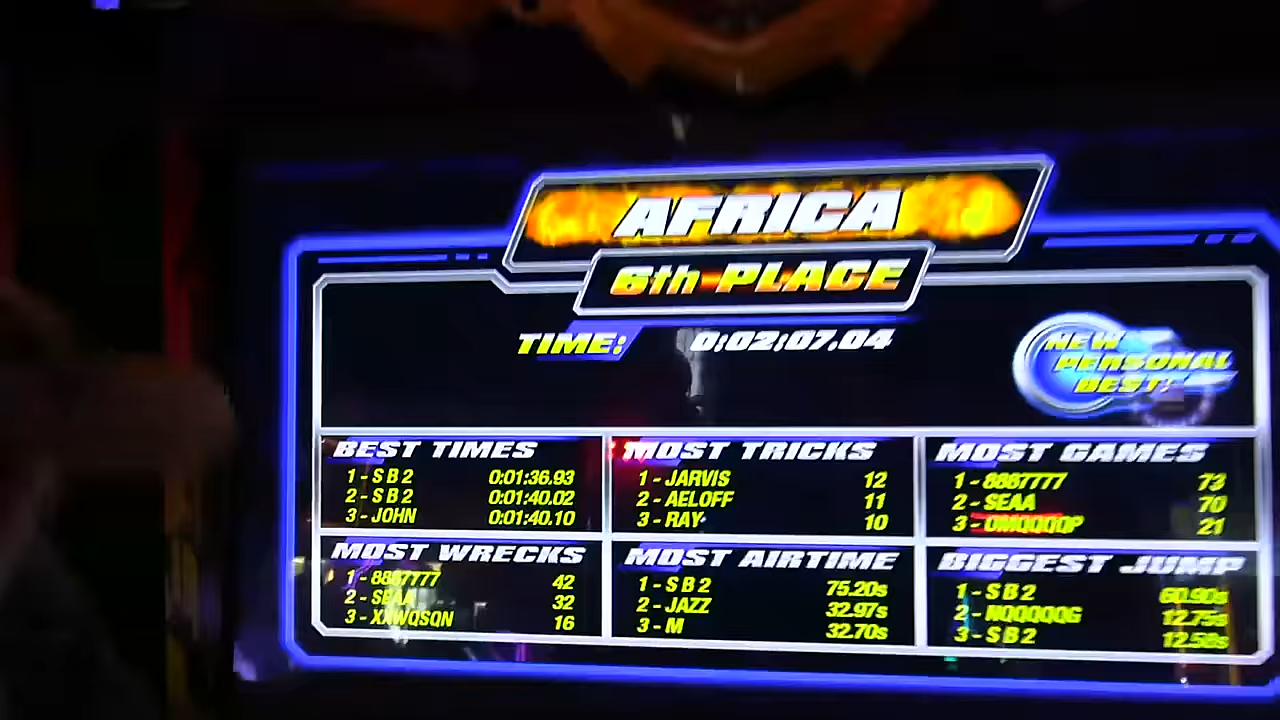 AFRICA
6th PLACE
TIME: 0:02:07.04
NEW
PERSONAL
BEST!
BEST TIMES
1 - S B 2 0:01:36.93
2 - S B 2 0:01:40.02
3 - JOHN 0:01:40.10
MOST TRICKS
1 - JARVIS 12
2 - AELOFF 11
3 - RAY 10
MOST GAMES
1 - 8887777 73
2 - SEAA 70
3 - OMQQQQP 21
MOST WRECKS
1 - 8887777 42
2 - SEAA 32
3 - XAWQSQN 16
MOST AIRTIME
1 - S B 2 75.20s
2 - JAZZ 32.97s
3 - M 32.70s
BIGGEST JUMP
1 - S B 2 60.90s
2 - 12.75s
3 - S B 2 12.58s